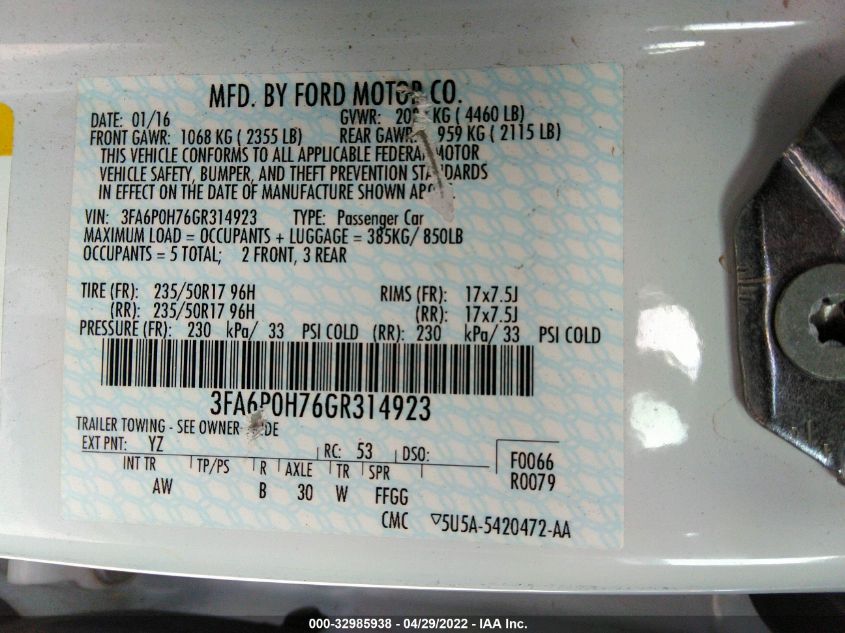 MFD. BY FORD MOTOR CO.
DATE: 01/16 GVWR: KG ( 4460 LB)
FRONT GAWR: 1068 KG ( 2355 LB) REAR GAWR: 959 KG ( 2115 LB)
THIS VEHICLE CONFORMS TO ALL APPLICABLE FEDERAL MOTOR
VEHICLE SAFETY, BUMPER, AND THEFT PREVENTION STANDARDS
IN EFFECT ON THE DATE OF MANUFACTURE SHOWN ABOVE.
VIN: 3FA6P0H76GR314923 TYPE: Passenger Car
MAXIMUM LOAD = OCCUPANTS + LUGGAGE = 385KG/ 850LB
OCCUPANTS = 5 TOTAL; 2 FRONT, 3 REAR
TIRE (FR): 235/50R17 96H RIMS (FR): 17x7.5J
(RR): 235/50R17 96H (RR): 17x7.5J
PRESSURE (FR): 230 kPa/ 33 PSI COLD (RR): 230 kPa/ 33 PSI COLD
3FA6P0H76GR314923
TRAILER TOWING - SEE OWNER GUIDE
EXT PNT: YZ RC: 53 DSO: F0066
INT TR TP/PS R AXLE TR SPR R0079
AW B 30 W FFGG
CMC ▽5U5A-5420472-AA
000-32985938 - 04/29/2022 - IAA Inc.